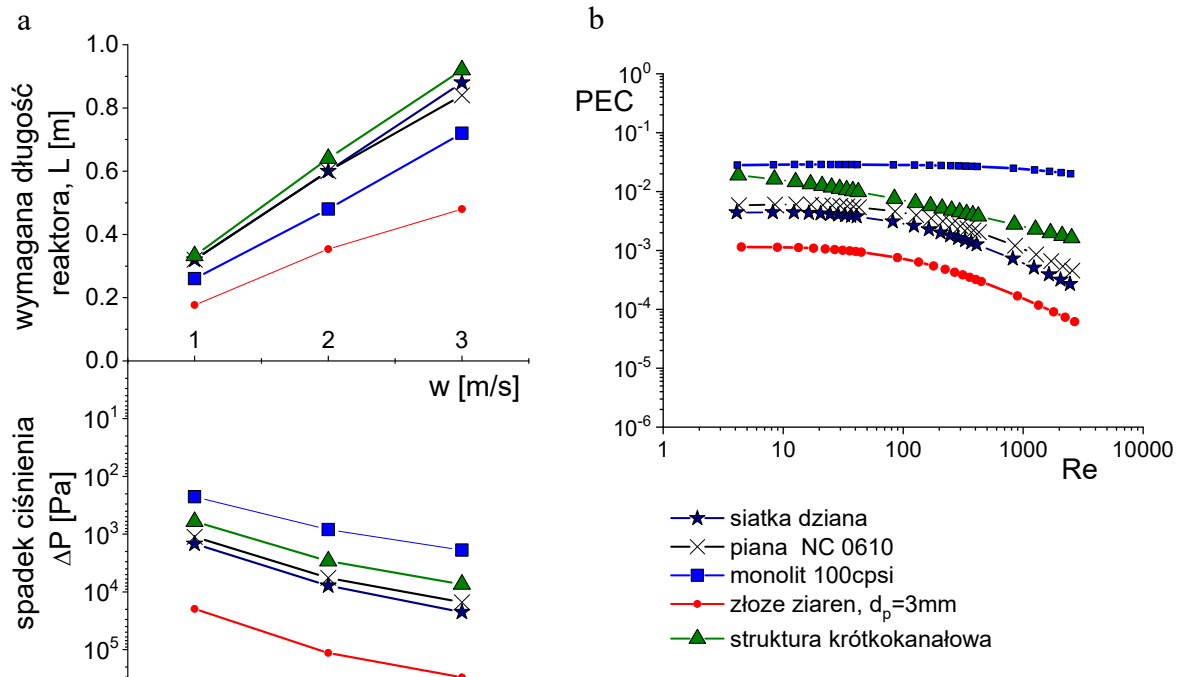 a
1.0
0.8
0.6
0.4
0.2
0.0
wymagana długość
reaktora, L [m]
1 2 3
w [m/s]
10¹
10²
10³
10⁴
10⁵
spadek ciśnienia
ΔP [Pa]
b
PEC
10⁰
10⁻¹
10⁻²
10⁻³
10⁻⁴
10⁻⁵
10⁻⁶
1 10 100 1000 10000
Re
siatka dziana
piana NC 0610
monolit 100cpsi
złoze ziaren, dₚ=3mm
struktura krótkokanałowa